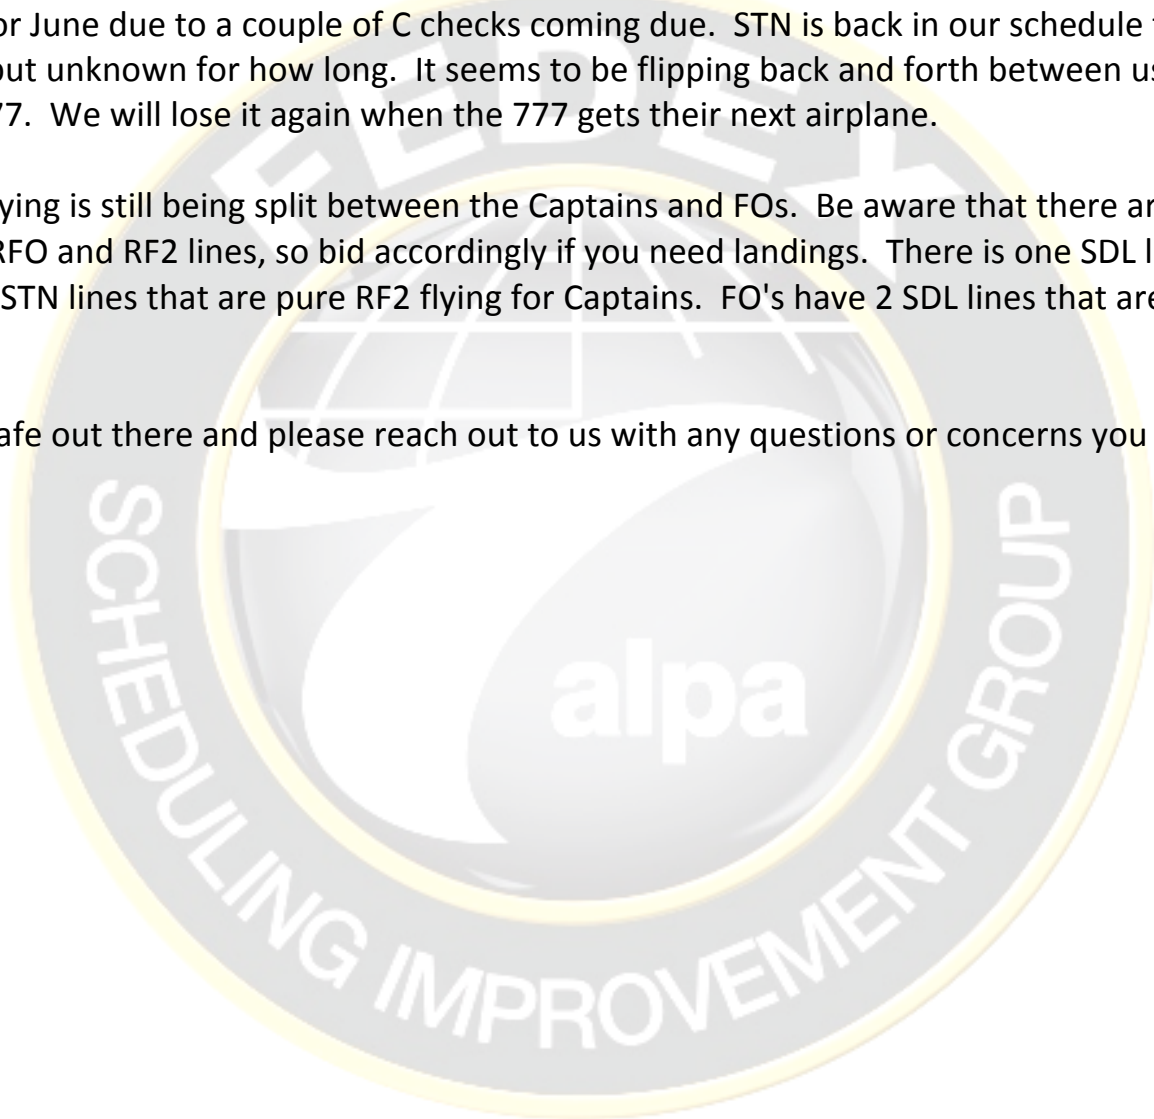 or June due to a couple of C checks coming due.  STN is back in our schedule
but unknown for how long.  It seems to be flipping back and forth between us
77.  We will lose it again when the 777 gets their next airplane.
ying is still being split between the Captains and FOs.  Be aware that there
RFO and RF2 lines, so bid accordingly if you need landings.  There is one SDL
STN lines that are pure RF2 flying for Captains.  FO's have 2 SDL lines that are
afe out there and please reach out to us with any questions or concerns you
FEDEX
alpa
SCHEDULING IMPROVEMENT GROUP